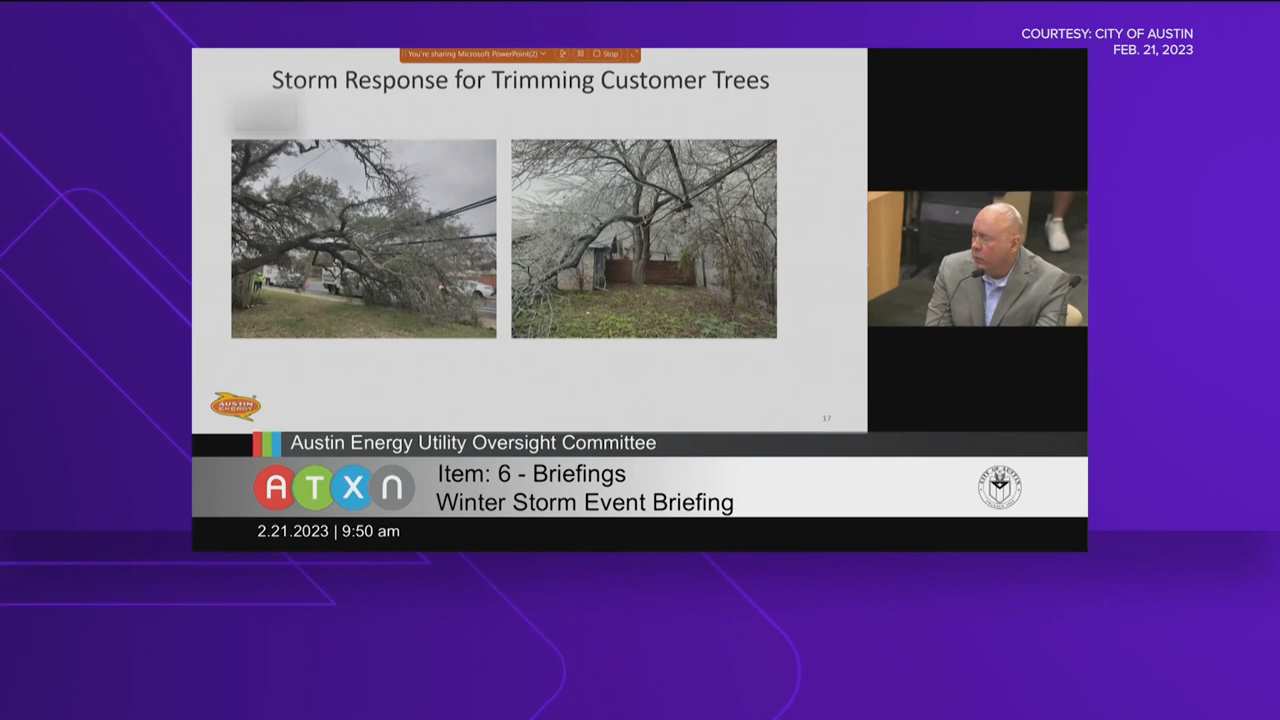 COURTESY: CITY OF AUSTIN
FEB. 21, 2023
You're sharing Microsoft PowerPoint(2)
Stop
Storm Response for Trimming Customer Trees
AUSTIN
ENERGY
17
Austin Energy Utility Oversight Committee
ATXN
Item: 6 - Briefings
Winter Storm Event Briefing
2.21.2023 | 9:50 am